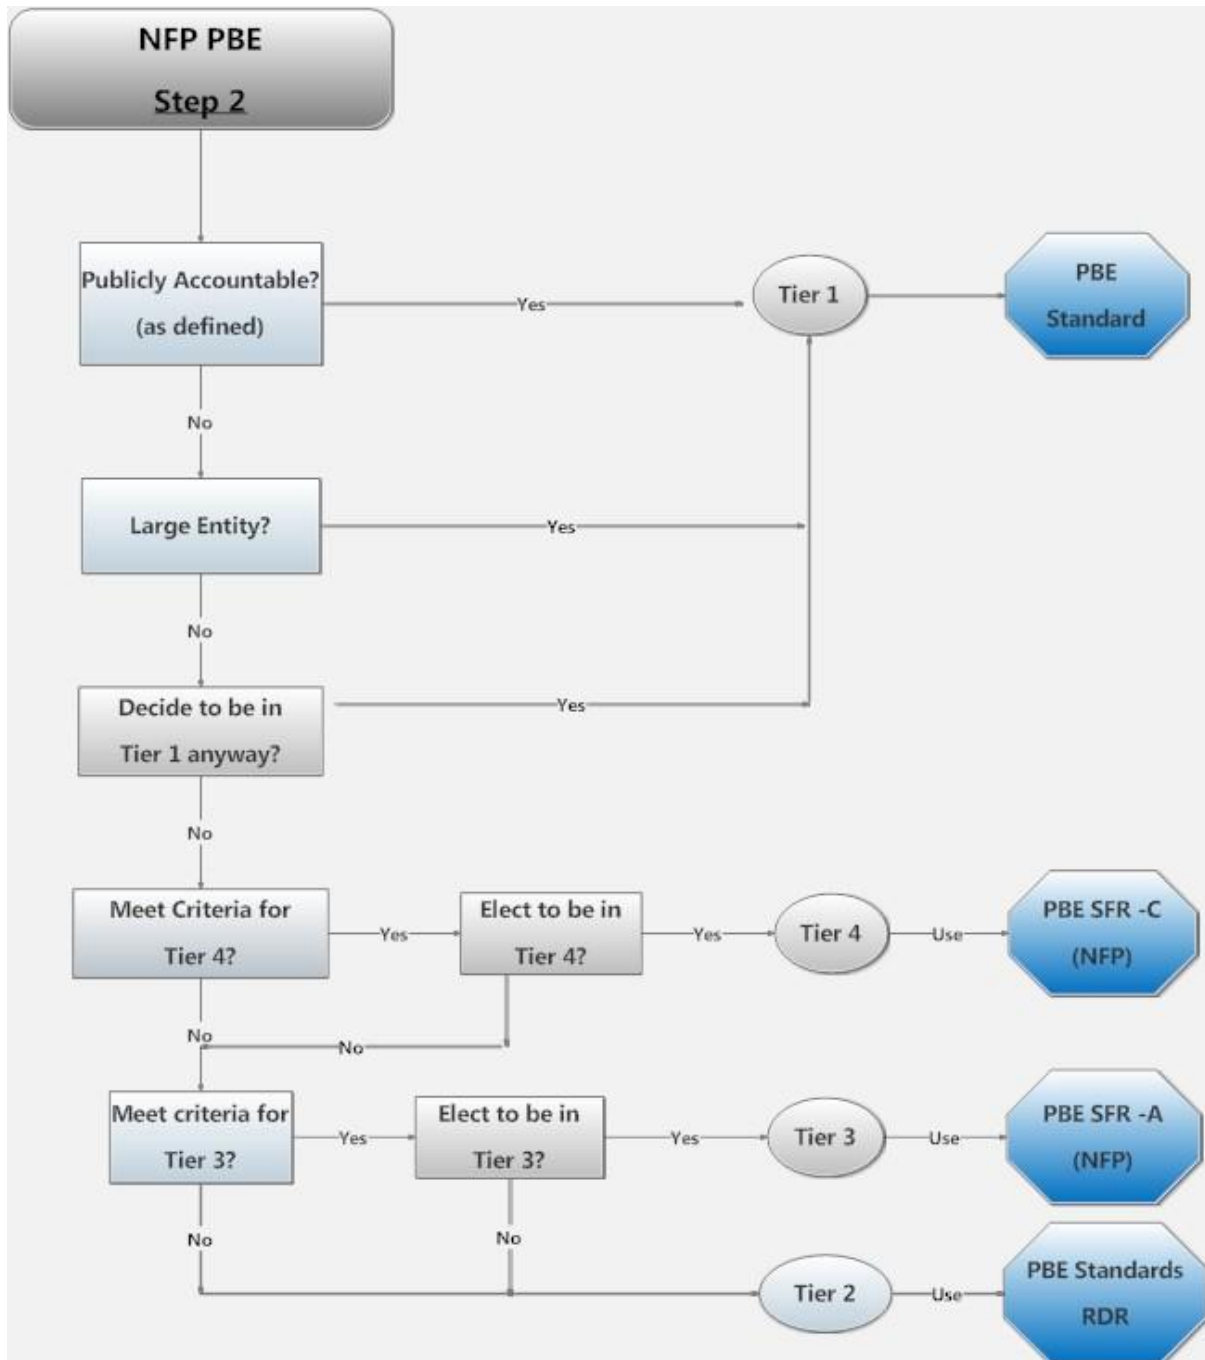 NFP PBE
Step 2
Publicly Accountable?
(as defined)
Yes
Tier 1
PBE
Standard
No
Large Entity?
Yes
No
Decide to be in
Tier 1 anyway?
Yes
No
Meet Criteria for
Tier 4?
Yes
Elect to be in
Tier 4?
Yes
Tier 4
Use
PBE SFR -C
(NFP)
No
No
Meet criteria for
Tier 3?
Yes
Elect to be in
Tier 3?
Yes
Tier 3
Use
PBE SFR -A
(NFP)
No
No
Tier 2
Use
PBE Standards
RDR